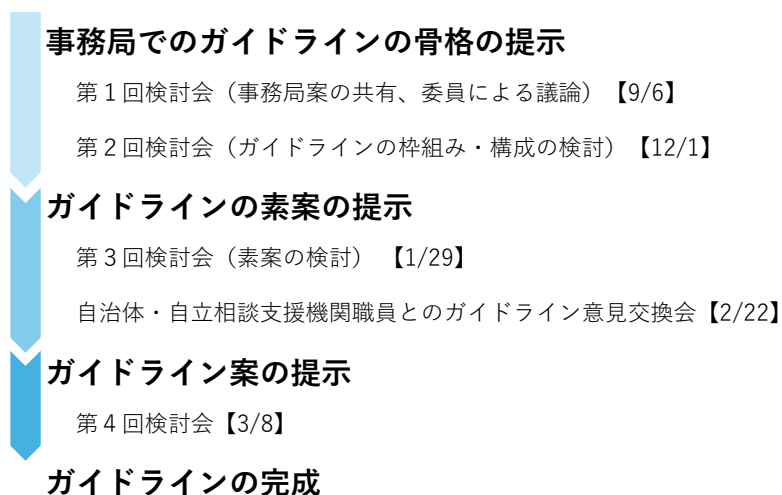 事務局でのガイドラインの骨格の提示
第1回検討会（事務局案の共有、委員による議論）【9/6】
第2回検討会（ガイドラインの枠組み・構成の検討）【12/1】
ガイドラインの素案の提示
第3回検討会（素案の検討） 【1/29】
自治体・自立相談支援機関職員とのガイドライン意見交換会【2/22】
ガイドライン案の提示
第4回検討会【3/8】
ガイドラインの完成